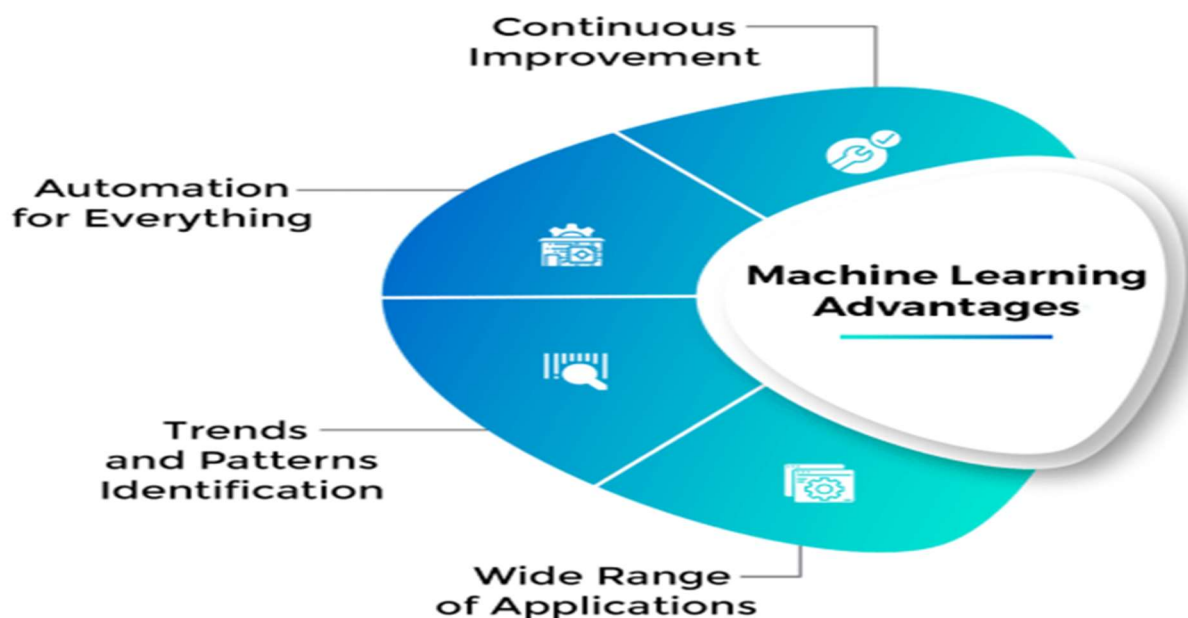 Continuous
Improvement
Automation
for Everything
Machine Learning
Advantages
Trends
and Patterns
Identification
Wide Range
of Applications